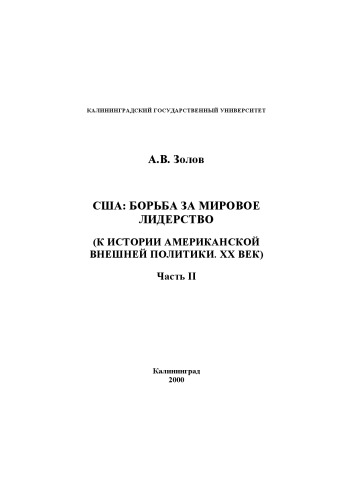 КАЛИНИНГРАДСКИЙ ГОСУДАРСТВЕННЫЙ УНИВЕРСИТЕТ
А.В. Золов
США: БОРЬБА ЗА МИРОВОЕ
ЛИДЕРСТВО
(К ИСТОРИИ АМЕРИКАНСКОЙ
ВНЕШНЕЙ ПОЛИТИКИ. XX ВЕК)
Часть II
Калининград
2000